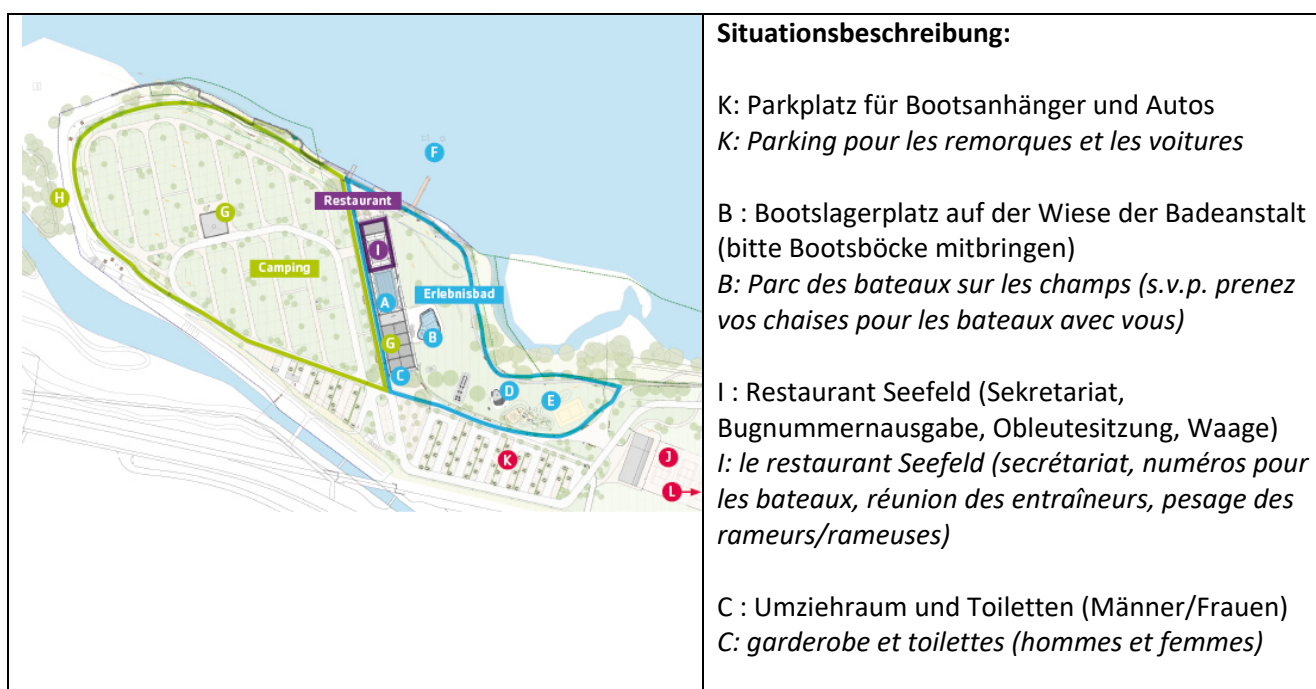 F
H
Restaurant
G
I
Camping
A
Erlebnisbad
B
G
C
D
E
K
J
L
Situationsbeschreibung:
K: Parkplatz für Bootsanhänger und Autos
K: Parking pour les remorques et les voitures
B : Bootslagerplatz auf der Wiese der Badeanstalt
(bitte Bootsböcke mitbringen)
B: Parc des bateaux sur les champs (s.v.p. prenez
vos chaises pour les bateaux avec vous)
I : Restaurant Seefeld (Sekretariat,
Bugnummernausgabe, Obleutesitzung, Waage)
I: le restaurant Seefeld (secrétariat, numéros pour
les bateaux, réunion des entraîneurs, pesage des
rameurs/rameuses)
C : Umziehraum und Toiletten (Männer/Frauen)
C: garderobe et toilettes (hommes et femmes)